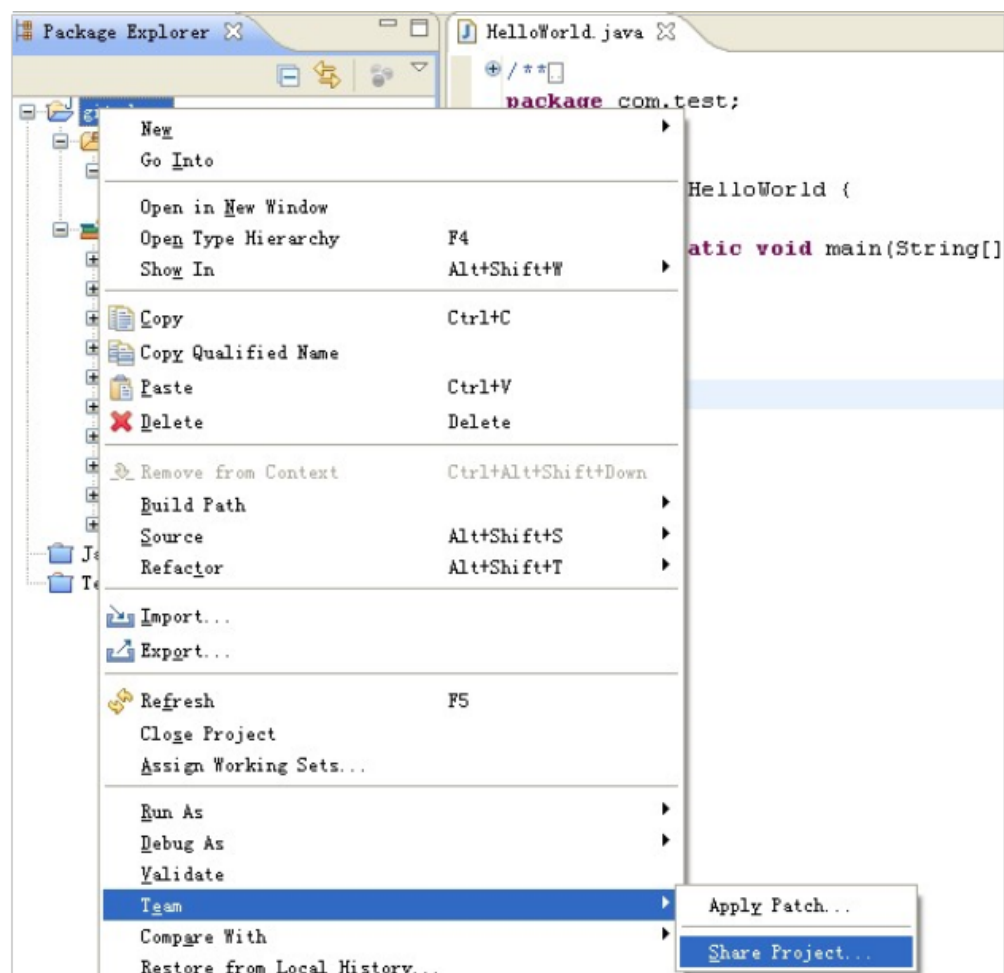 Package Explorer
HelloWorld.java
/**
package com.test;
HelloWorld {
atic void main(String[]
New
Go Into
Open in New Window
Open Type Hierarchy F4
Show In Alt+Shift+W
Copy Ctrl+C
Copy Qualified Name
Paste Ctrl+V
Delete Delete
Remove from Context Ctrl+Alt+Shift+Down
Build Path
Source Alt+Shift+S
Refactor Alt+Shift+T
Import...
Export...
Refresh F5
Close Project
Assign Working Sets...
Run As
Debug As
Validate
Team
Compare With
Restore from Local History...
Apply Patch...
Share Project...